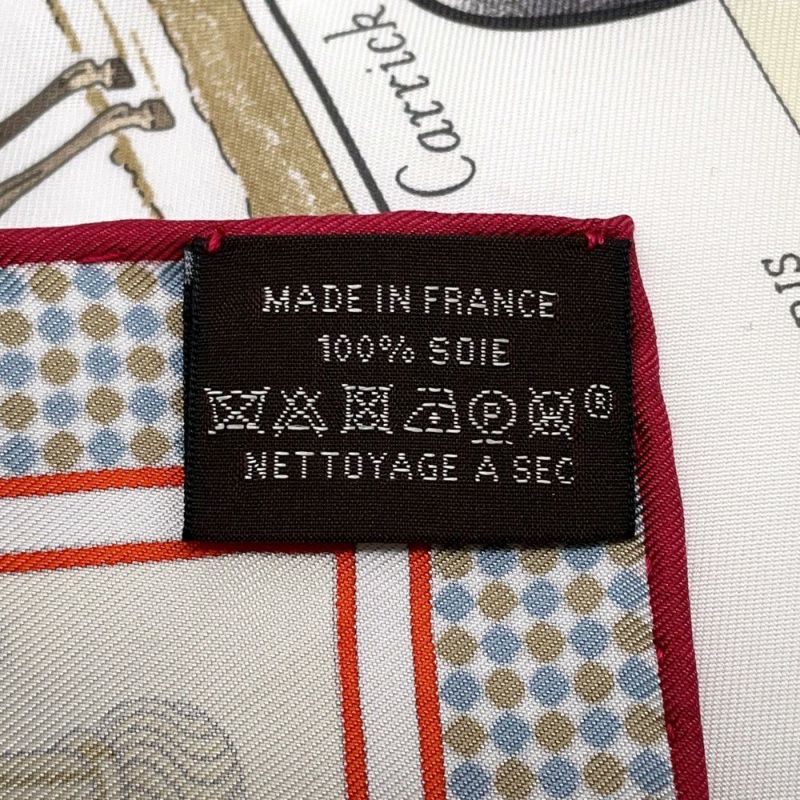 Carrick
MADE IN FRANCE
100% SOIE
P ®
NETTOYAGE A SEC